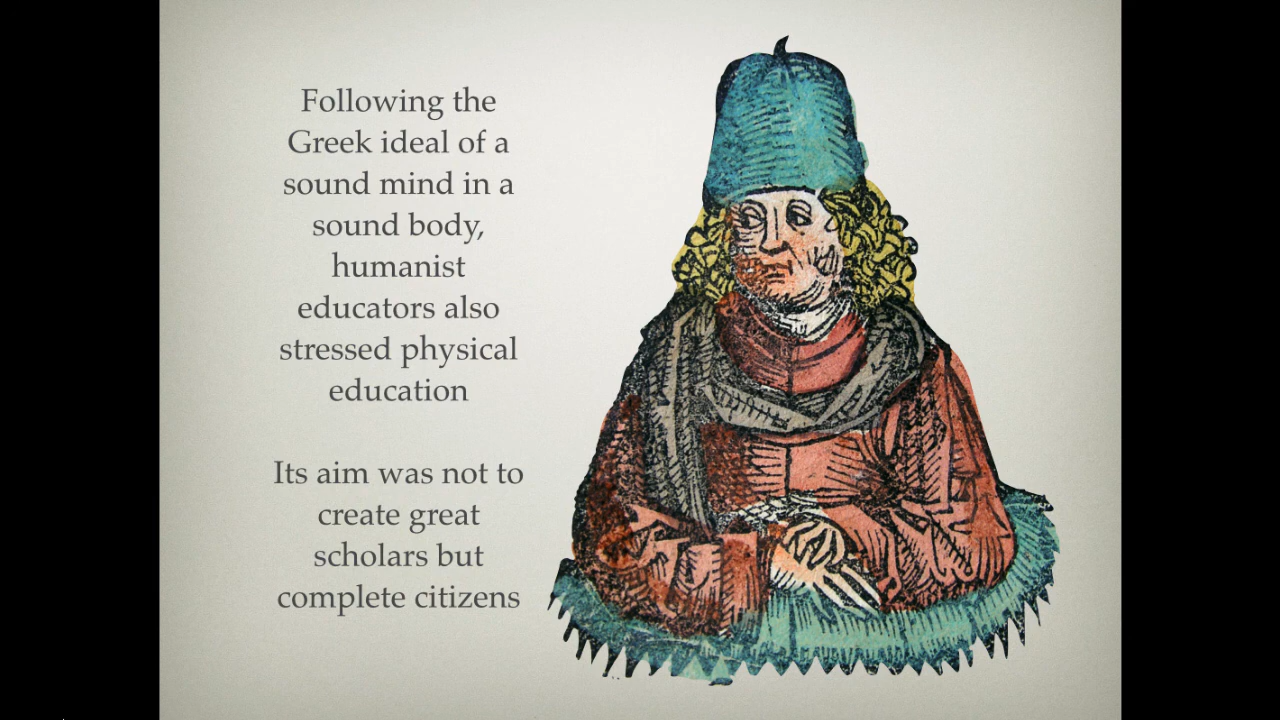 Following the
Greek ideal of a
sound mind in a
sound body,
humanist
educators also
stressed physical
education
Its aim was not to
create great
scholars but
complete citizens